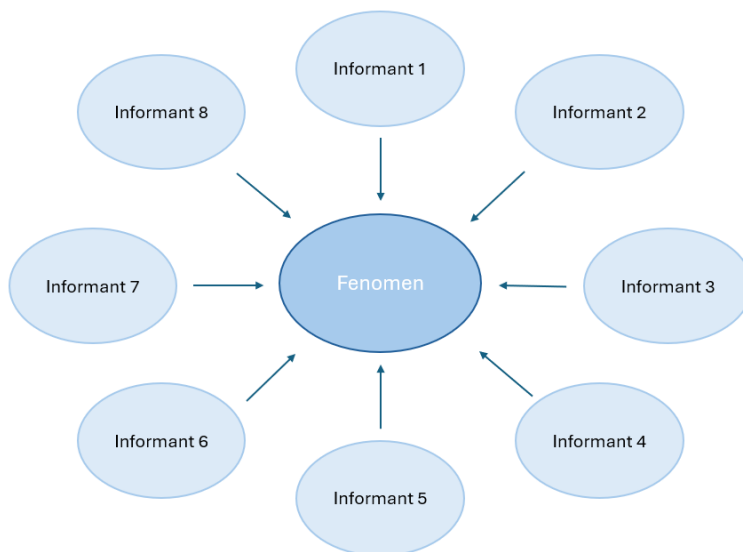 Informant 1
Informant 8
Informant 2
Informant 7
Fenomen
Informant 3
Informant 6
Informant 4
Informant 5